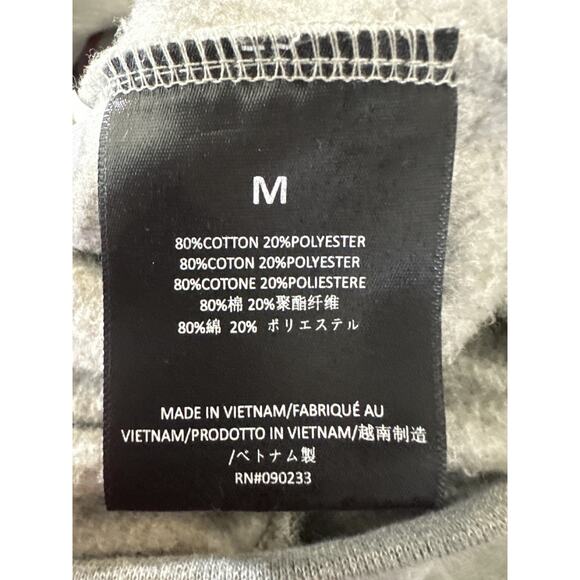 M
80%COTTON 20%POLYESTER
80%COTON 20%POLYESTER
80%COTONE 20%POLIESTERE
80%棉 20%聚酯纤维
80%綿 20% ポリエステル
MADE IN VIETNAM/FABRIQUÉ AU
VIETNAM/PRODOTTO IN VIETNAM/越南制造
/ベトナム製
RN#090233